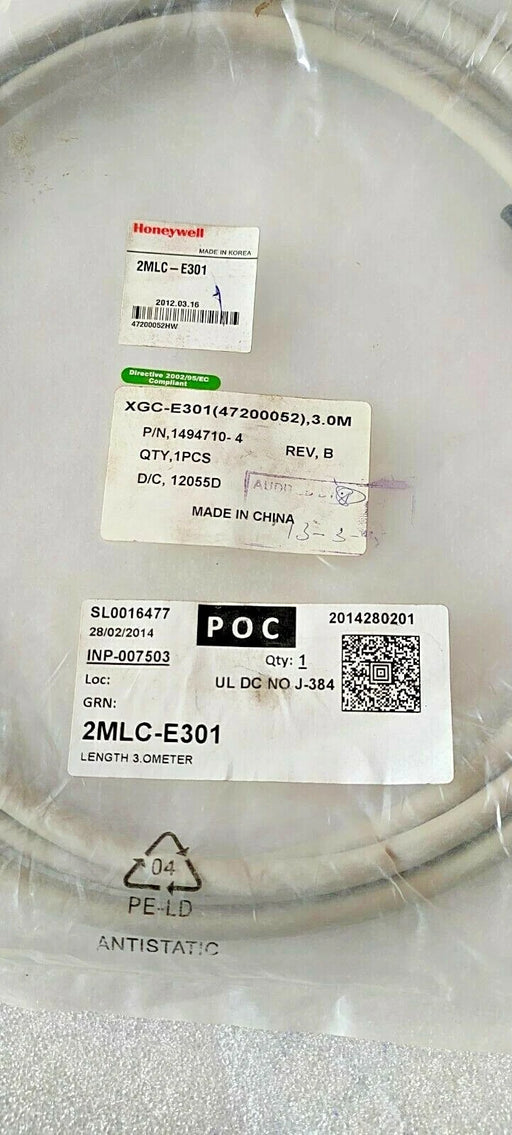 Honeywell
MADE IN KOREA
2MLC-E301
2012.03.16
47200052HW
Directive 2002/95/EC
Compliant
XGC-E301(47200052),3.0M
P/N,1494710-4
REV, B
QTY,1PCS
D/C, 12055D
MADE IN CHINA
SL0016477
28/02/2014
POC
2014280201
INP-007503
Qty: 1
Loc:
UL DC NO J-384
GRN:
2MLC-E301
LENGTH 3.OMETER
04
PE-LD
ANTISTATIC